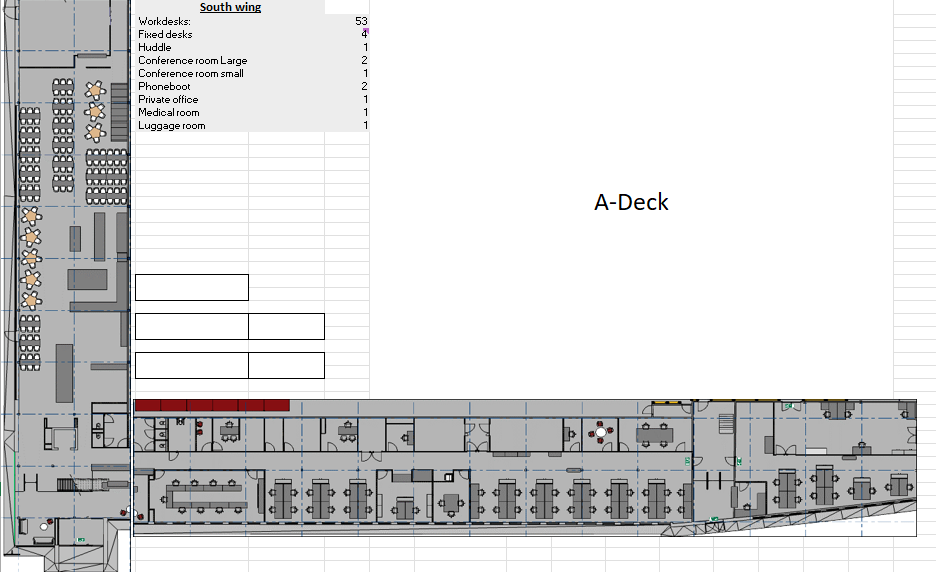 South wing
Workdesks: 53
Fixed desks 4
Huddle 1
Conference room Large 2
Conference room small 1
Phoneboot 2
Private office 1
Medical room 1
Luggage room 1
A-Deck